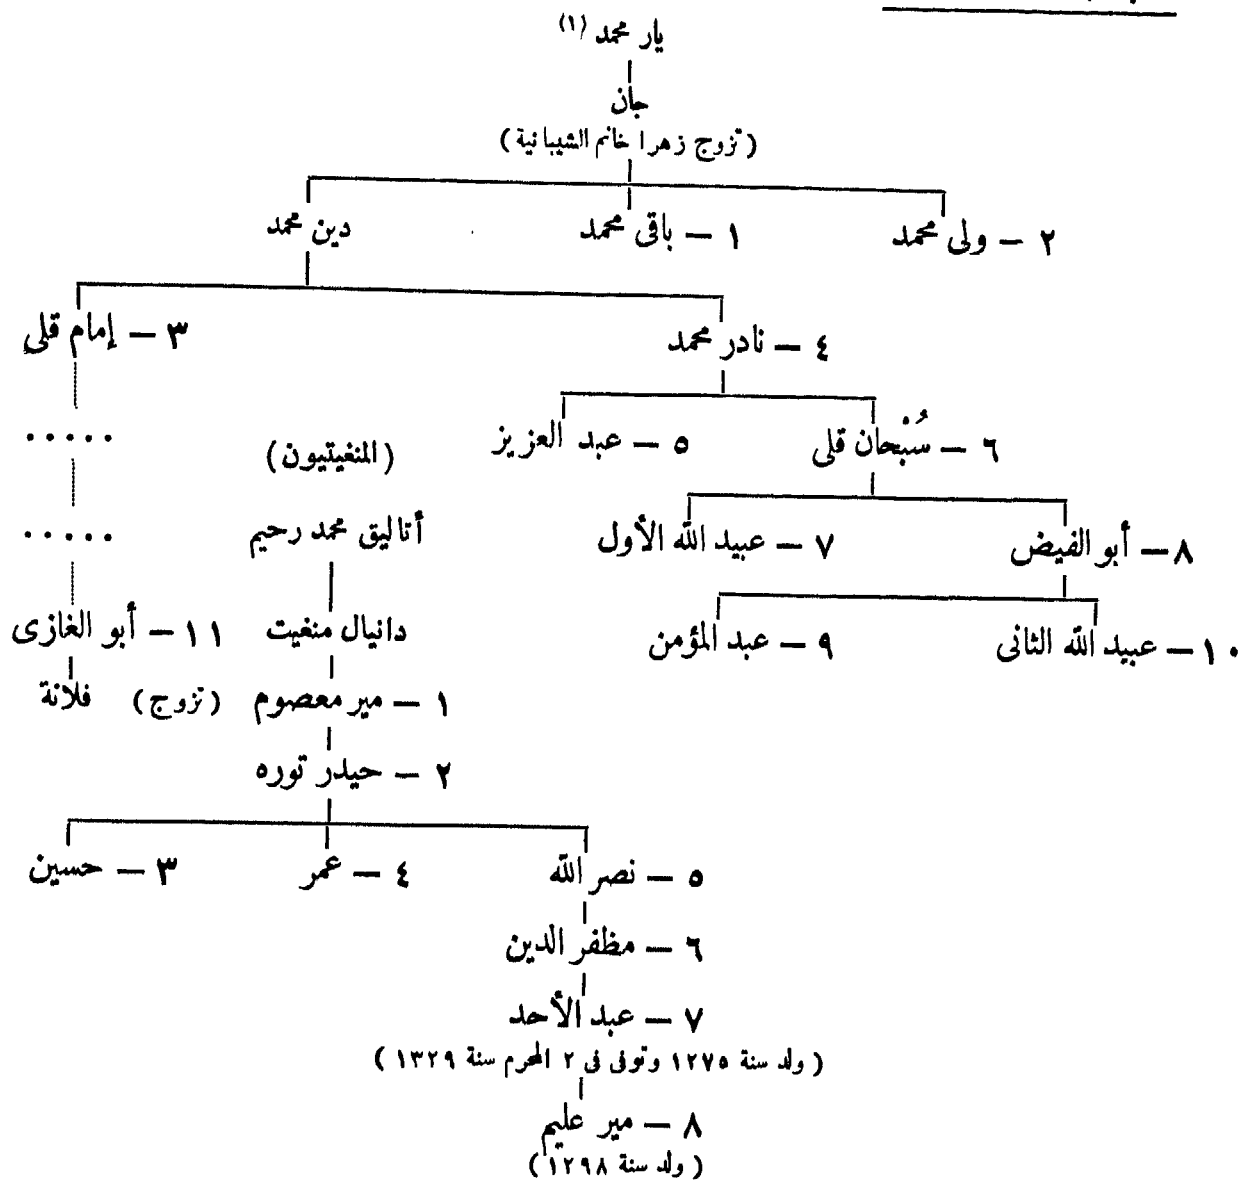 يار محمد (١)
جان
(تزوج زهرا خانم الشيبانية)
٢ — ولى محمد ١ — باقى محمد دين محمد
٤ — نادر محمد ٣ — إمام قلى
٦ — سُبْحان قلى ٥ — عبد العزيز (المنغيتيون) .....
٨ — أبو الفيض ٧ — عبيد الله الأول أتاليق محمد رحيم .....
١٠ — عبيد الله الثانى ٩ — عبد المؤمن دانيال منغيت ١١ — أبو الغازى
١ — مير معصوم (تزوج) فلانة
٢ — حيدر توره
٥ — نصر الله ٤ — عمر ٣ — حسين
٦ — مظفر الدين
٧ — عبد الأحد
(ولد سنة ١٢٧٥ وتوفى فى ٢ المحرم سنة ١٣٢٩)
٨ — مير عليم
(ولد سنة ١٢٩٨)